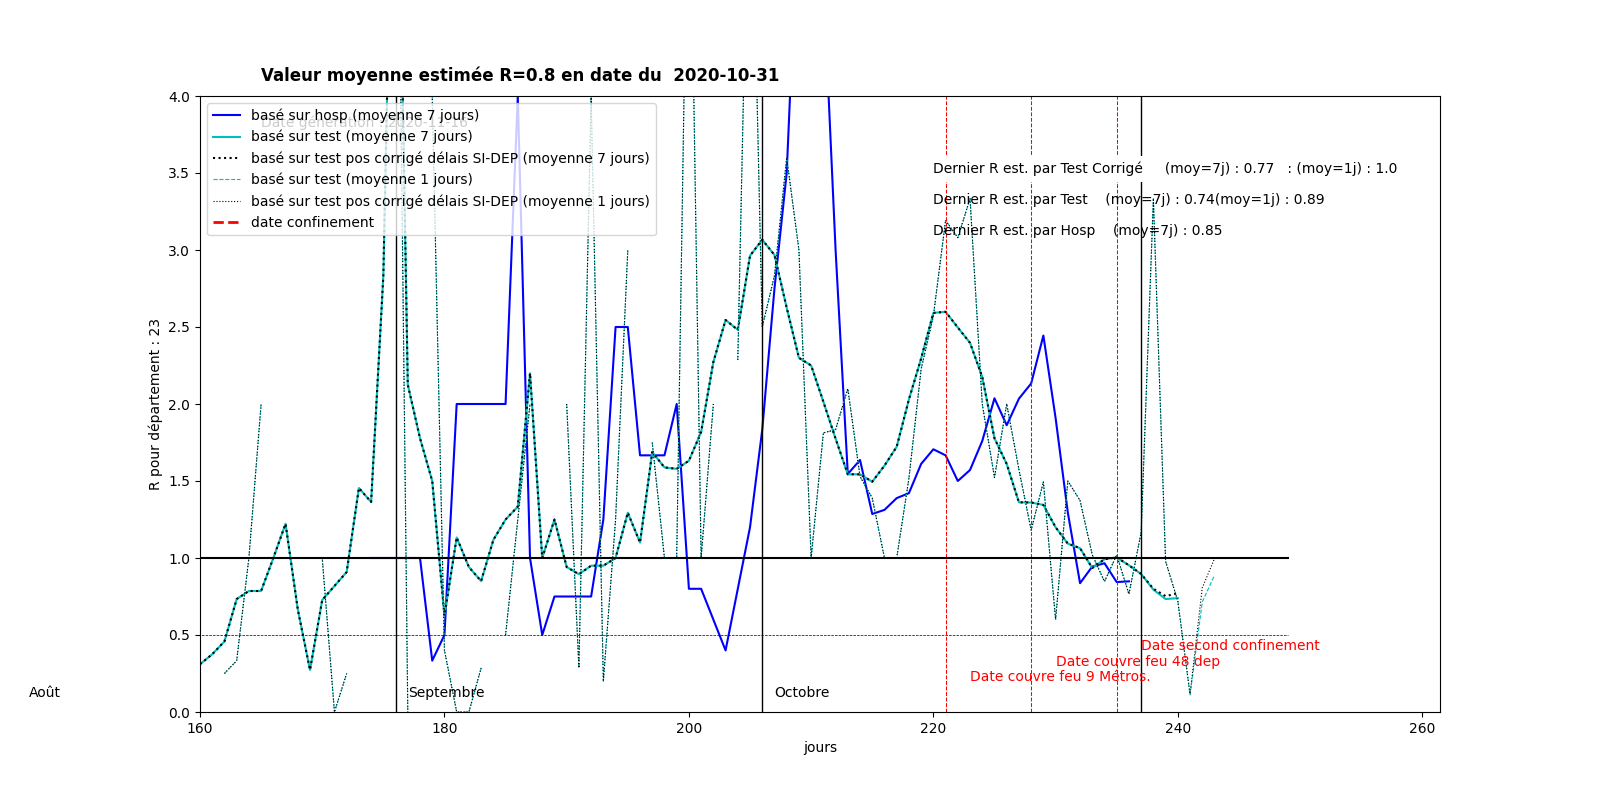 Valeur moyenne estimée R=0.8 en date du  2020-10-31
basé sur hosp (moyenne 7 jours)
Date génération : 2020-11-16
basé sur test (moyenne 7 jours)
basé sur test pos corrigé délais SI-DEP (moyenne 7 jours)
basé sur test (moyenne 1 jours)
basé sur test pos corrigé délais SI-DEP (moyenne 1 jours)
date confinement
Dernier R est. par Test Corrigé (moy=7j) : 0.77 : (moy=1j) : 1.0
Dernier R est. par Test (moy=7j) : 0.74(moy=1j) : 0.89
Dernier R est. par Hosp (moy=7j) : 0.85
4.0
3.5
3.0
2.5
2.0
1.5
1.0
0.5
0.0
R pour département : 23
Date second confinement
Date couvre feu 48 dep
Date couvre feu 9 Métros.
Août
Septembre
Octobre
160 180 200 220 240 260
jours